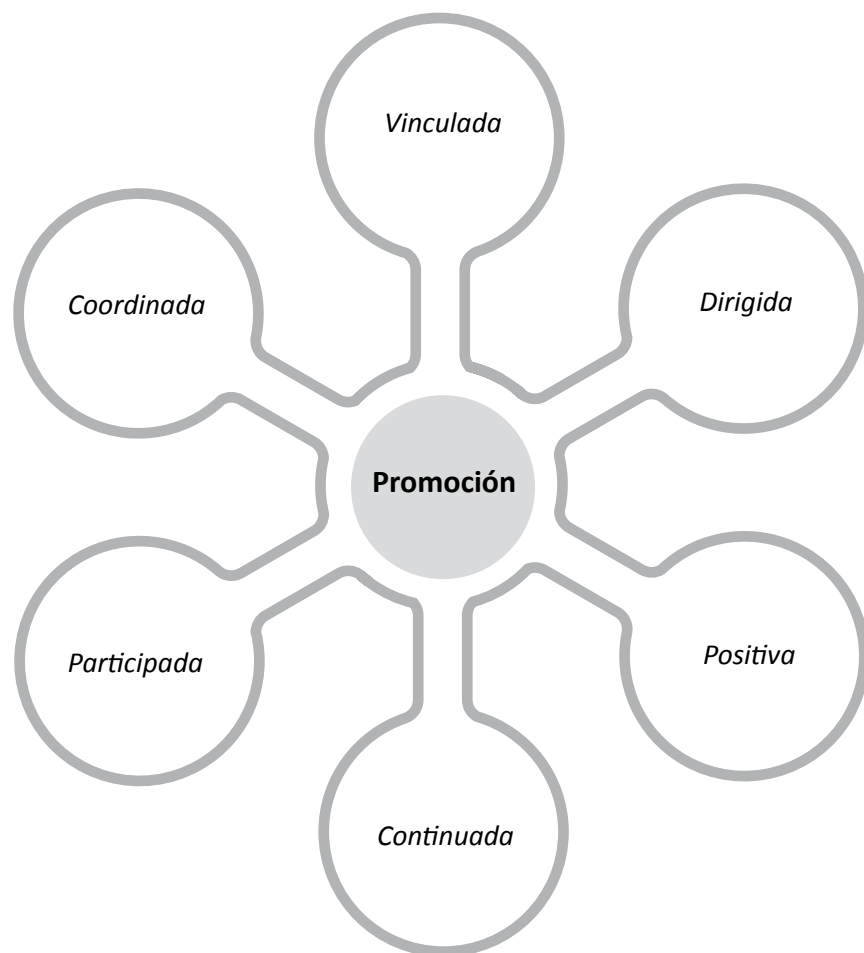 Vinculada
Coordinada
Dirigida
Promoción
Participada
Positiva
Continuada